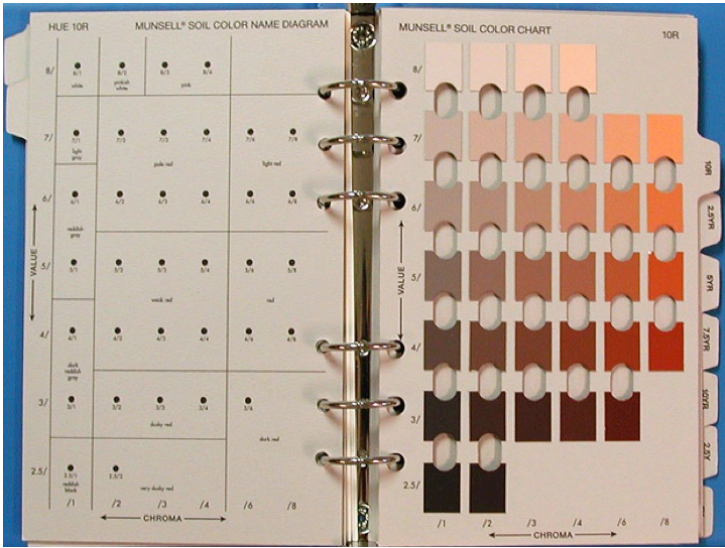 HUE 10R
MUNSELL® SOIL COLOR NAME DIAGRAM
8/
8/1 8/2 8/3 8/4
white
pinkish
white
pink
7/
7/1 7/2 7/3 7/4 7/6 7/8
light
gray
pale red
light red
6/
6/1 6/2 6/3 6/4 6/6 6/8
reddish
gray
VALUE
5/
5/1 5/2 5/3 5/4 5/6 5/8
weak red
red
4/
4/1 4/2 4/3 4/4 4/6 4/8
dark
reddish
gray
3/
3/1 3/2 3/3 3/4 3/6
dusky red
dark red
2.5/
2.5/1 2.5/2
reddish
black
very dusky red
/1 /2 /3 /4 /6 /8
CHROMA
MUNSELL® SOIL COLOR CHART
10R
8/
7/
6/
VALUE
5/
4/
3/
2.5/
/1 /2 /3 /4 /6 /8
CHROMA
10R
2.5YR
5YR
7.5YR
10YR
2.5Y